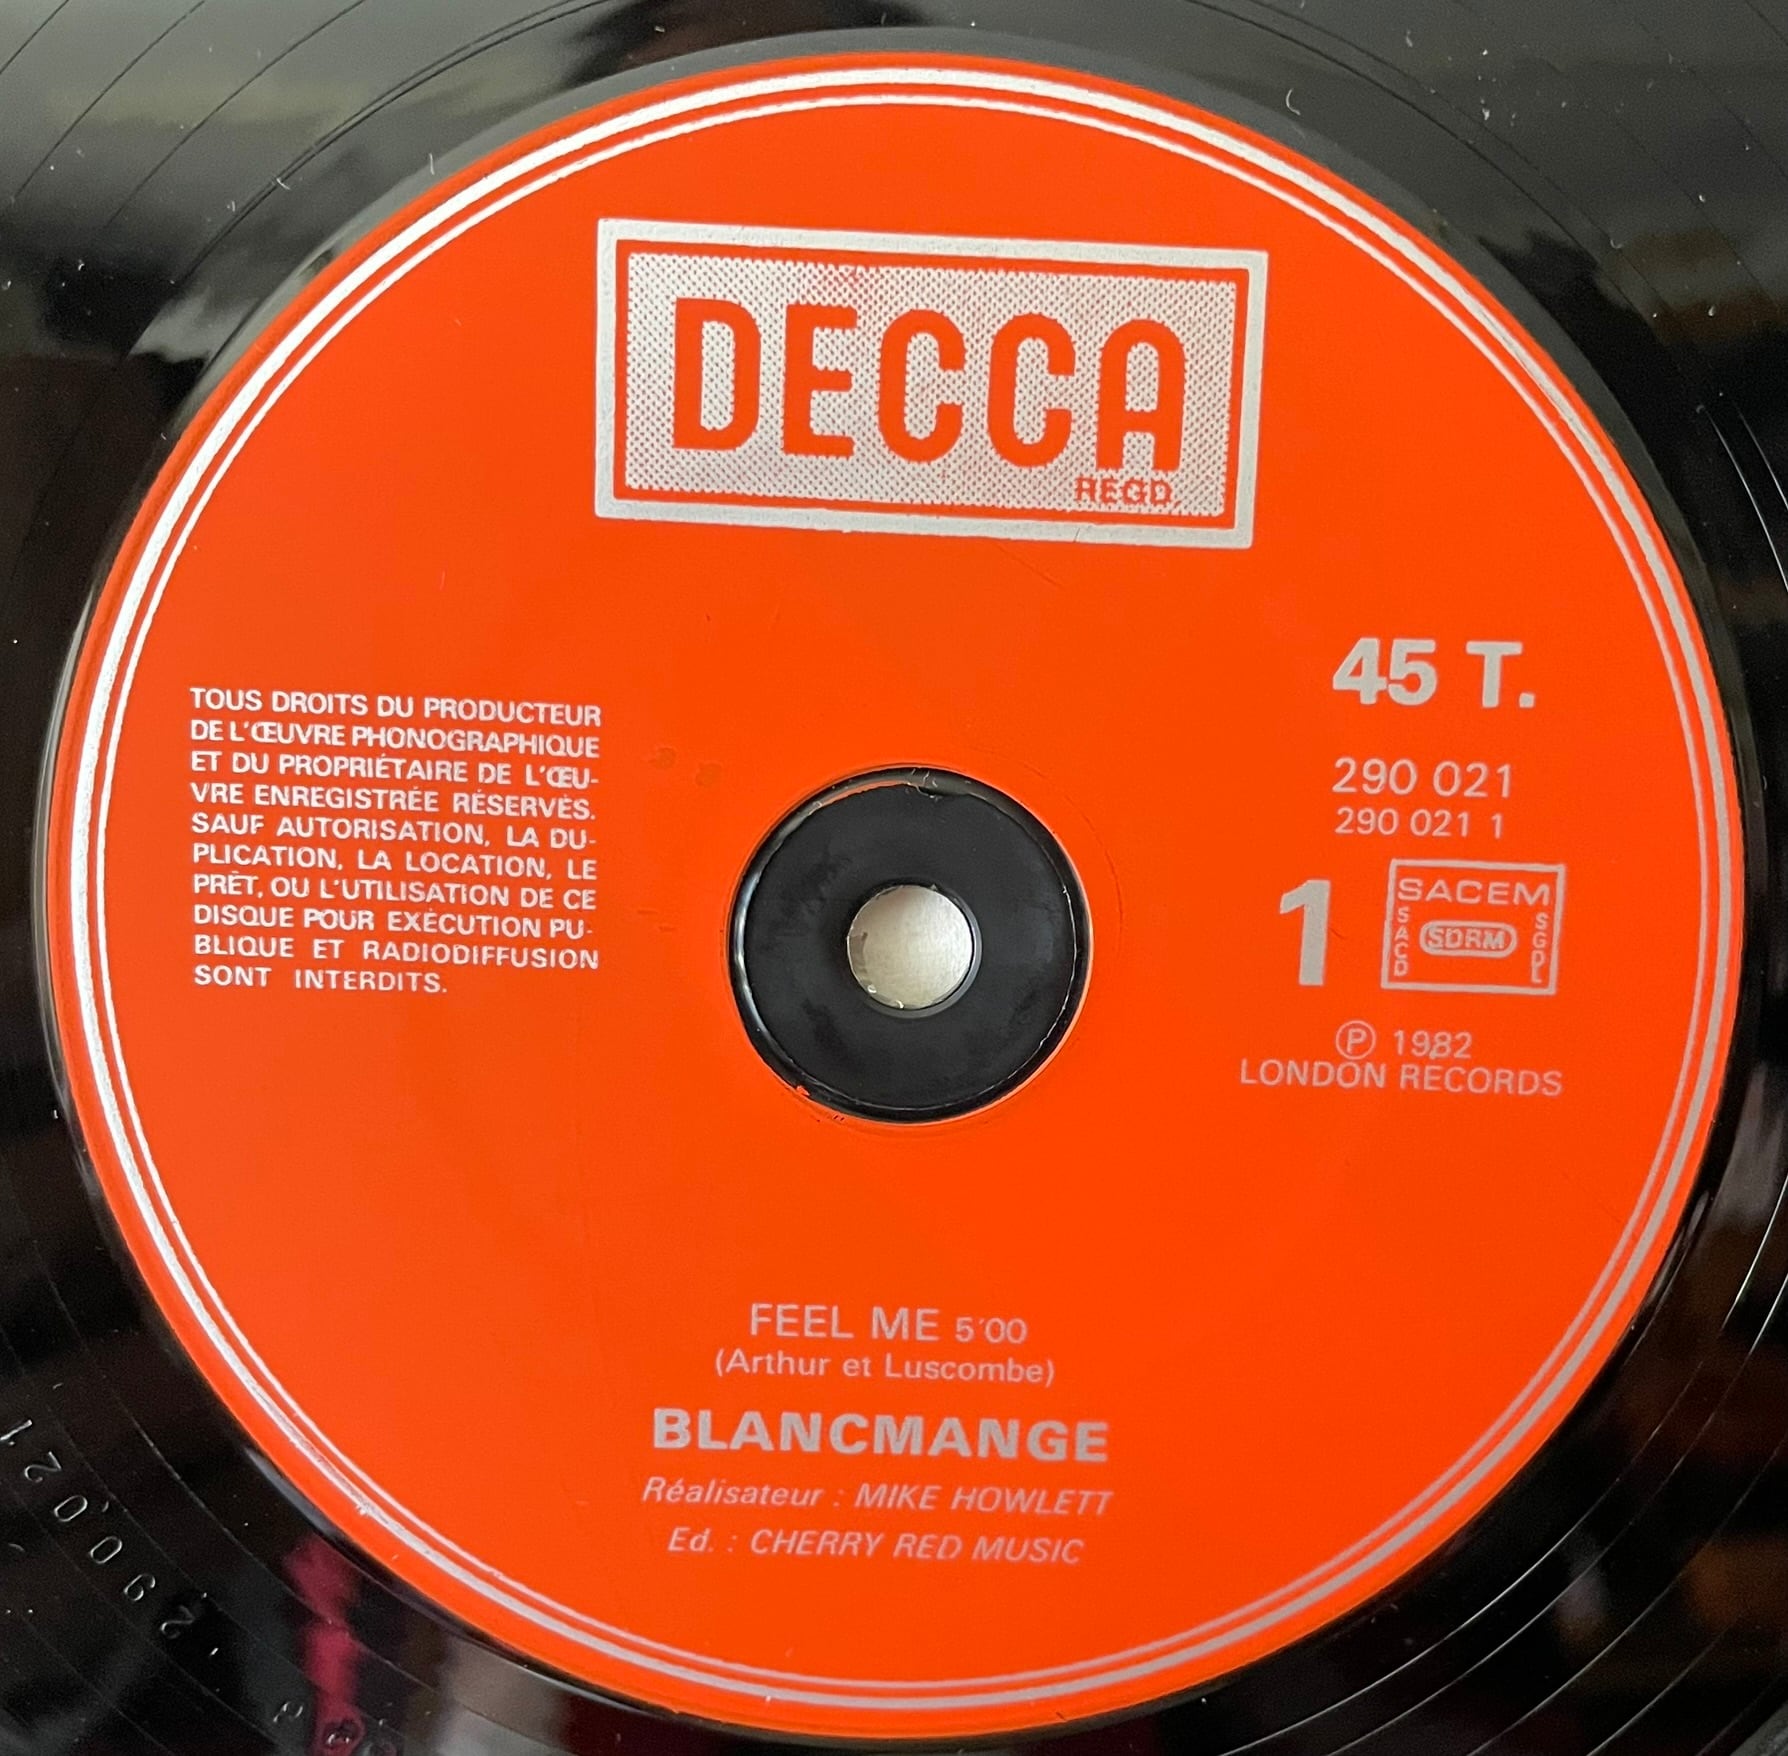 DECCA
REGD.
45 T.
TOUS DROITS DU PRODUCTEUR
DE L'ŒUVRE PHONOGRAPHIQUE
ET DU PROPRIÉTAIRE DE L'ŒU-
VRE ENREGISTRÉE RÉSERVÉS.
SAUF AUTORISATION, LA DU-
PLICATION, LA LOCATION, LE
PRÊT, OU L'UTILISATION DE CE
DISQUE POUR EXÉCUTION PU-
BLIQUE ET RADIODIFFUSION
SONT INTERDITS.
290 021
290 021 1
1
SACEM
SACD
SDRM
SGDL
Ⓟ 1982
LONDON RECORDS
FEEL ME 5'00
(Arthur et Luscombe)
BLANCMANGE
Réalisateur : MIKE HOWLETT
Ed. : CHERRY RED MUSIC